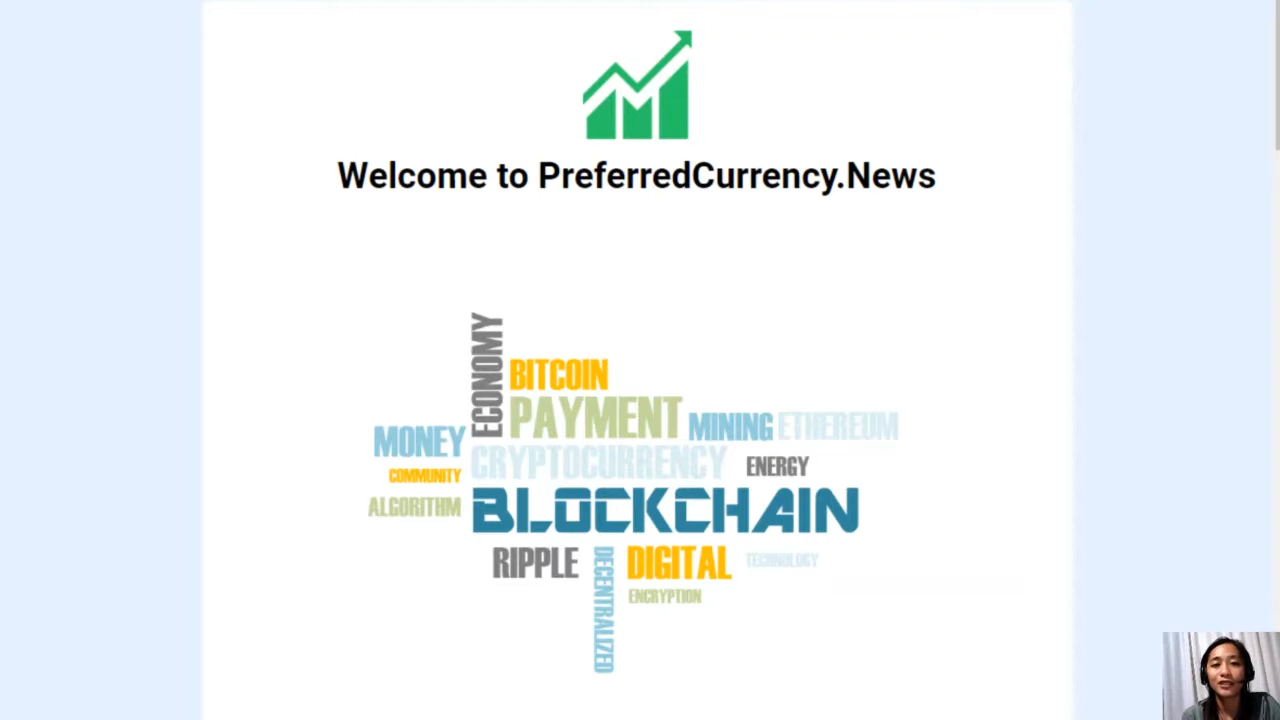 Welcome to PreferredCurrency.News
ECONOMY
BITCOIN
PAYMENT
MONEY
MINING
ETHEREUM
CRYPTOCURRENCY
ENERGY
COMMUNITY
ALGORITHM
BLOCKCHAIN
RIPPLE
DECENTRALIZED
DIGITAL
TECHNOLOGY
ENCRYPTION